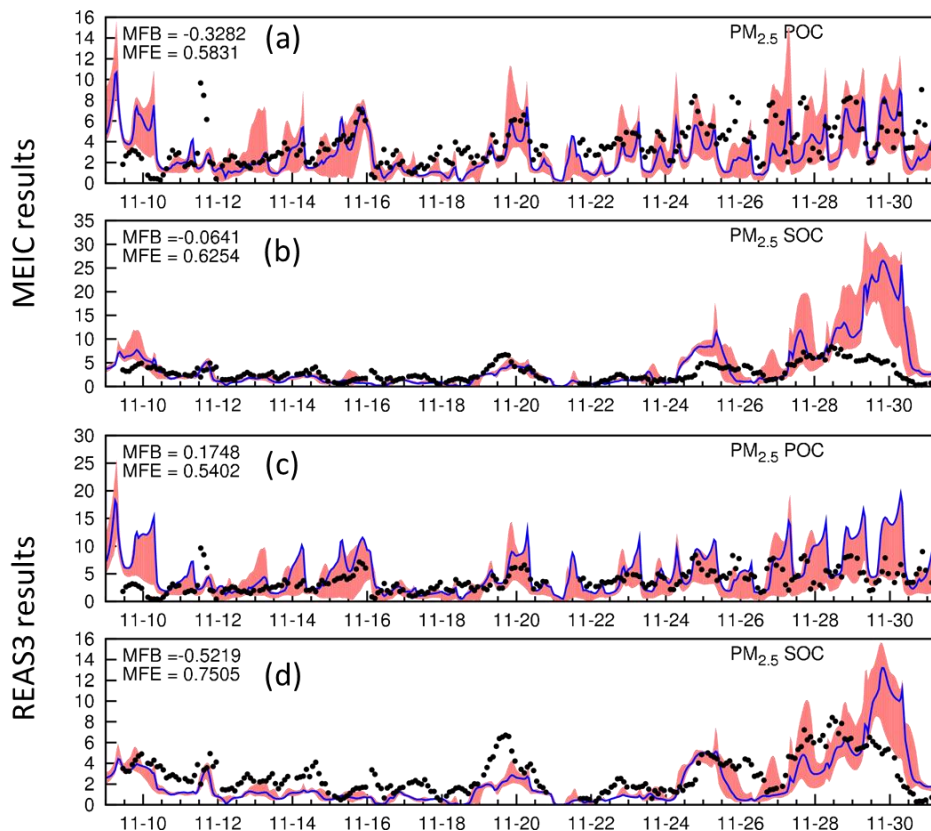 MEIC results
16
14
12
10
8
6
4
2
0
MFB = -0.3282
MFE = 0.5831
(a)
PM2.5 POC
11-10 11-12 11-14 11-16 11-18 11-20 11-22 11-24 11-26 11-28 11-30
35
30
25
20
15
10
5
0
MFB = -0.0641
MFE = 0.6254
(b)
PM2.5 SOC
11-10 11-12 11-14 11-16 11-18 11-20 11-22 11-24 11-26 11-28 11-30
REAS3 results
30
25
20
15
10
5
0
MFB = 0.1748
MFE = 0.5402
(c)
PM2.5 POC
11-10 11-12 11-14 11-16 11-18 11-20 11-22 11-24 11-26 11-28 11-30
16
14
12
10
8
6
4
2
0
MFB = -0.5219
MFE = 0.7505
(d)
PM2.5 SOC
11-10 11-12 11-14 11-16 11-18 11-20 11-22 11-24 11-26 11-28 11-30